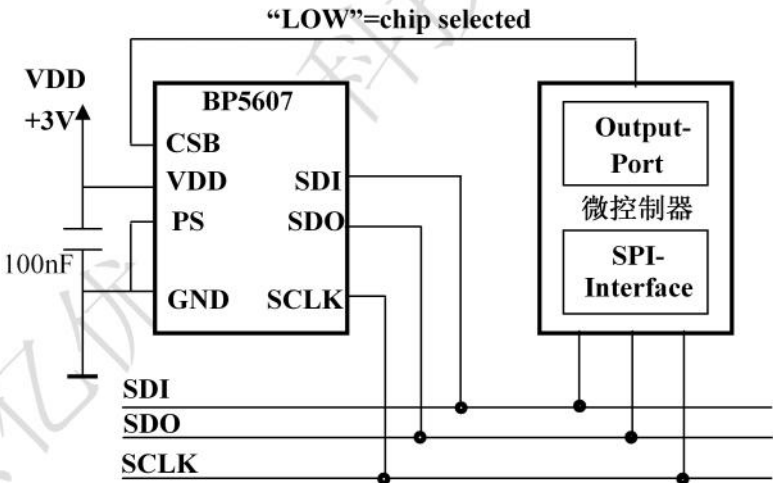 “LOW”=chip selected
VDD
+3V
BP5607
CSB
VDD
PS
GND
SDI
SDO
SCLK
100nF
Output-
Port
微控制器
SPI-
Interface
SDI
SDO
SCLK